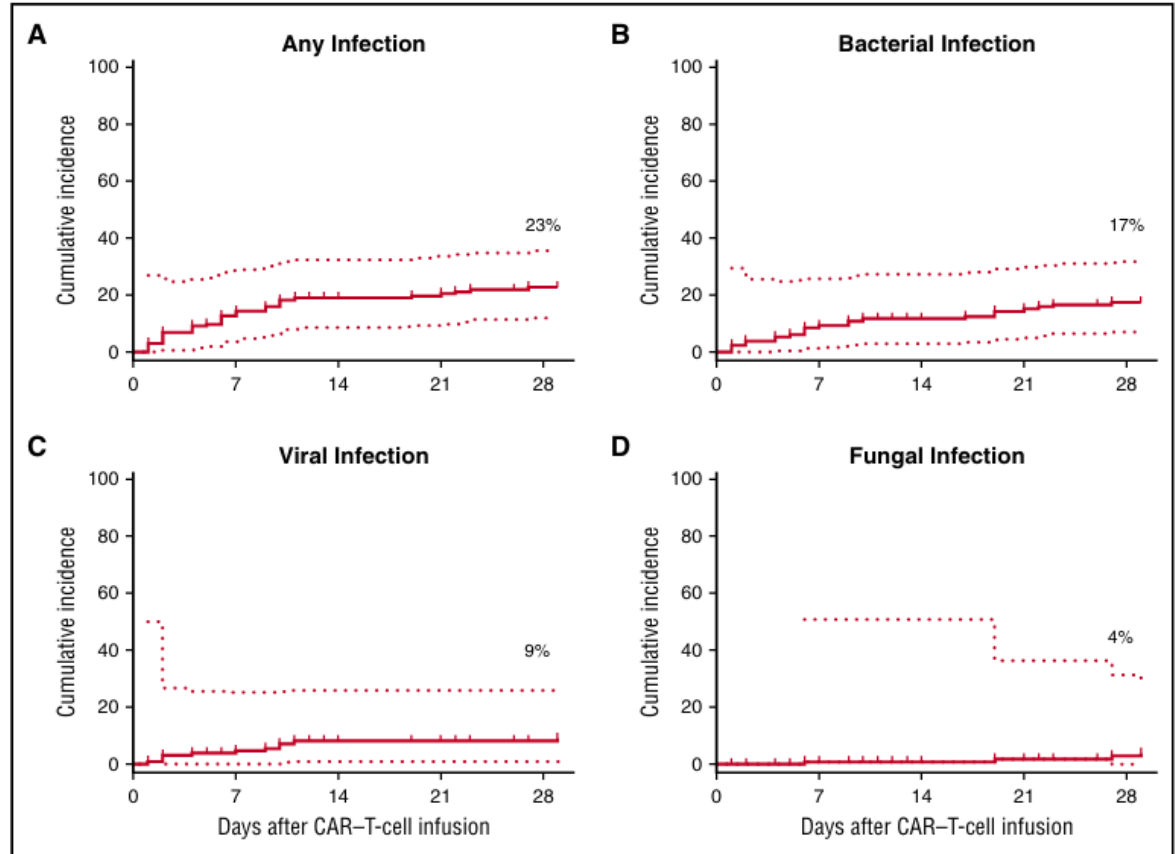 A
Any Infection
Cumulative incidence
100
80
60
40
20
0
23%
0 7 14 21 28
B
Bacterial Infection
Cumulative incidence
100
80
60
40
20
0
17%
0 7 14 21 28
C
Viral Infection
Cumulative incidence
100
80
60
40
20
0
9%
0 7 14 21 28
Days after CAR–T-cell infusion
D
Fungal Infection
Cumulative incidence
100
80
60
40
20
0
4%
0 7 14 21 28
Days after CAR–T-cell infusion